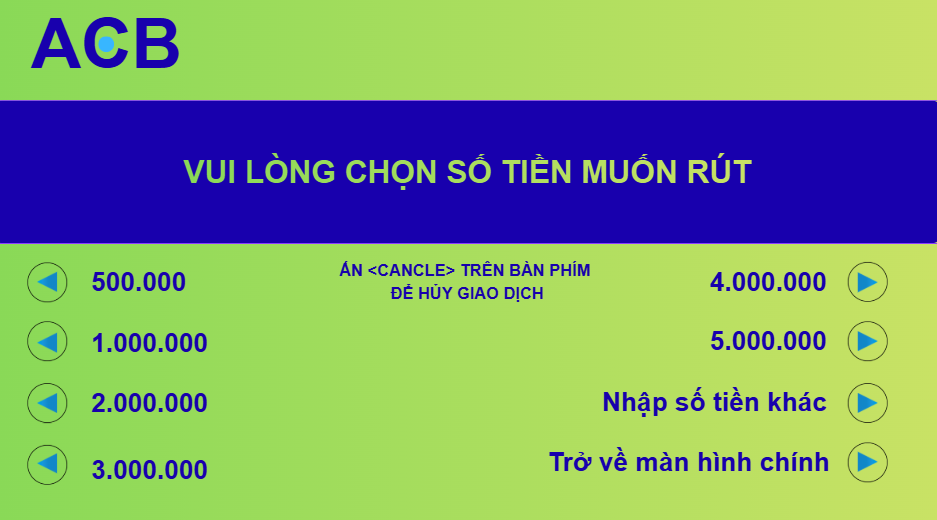 ACB
VUI LÒNG CHỌN SỐ TIỀN MUỐN RÚT
ẤN <CANCLE> TRÊN BÀN PHÍM
ĐỂ HỦY GIAO DỊCH
500.000
1.000.000
2.000.000
3.000.000
4.000.000
5.000.000
Nhập số tiền khác
Trở về màn hình chính